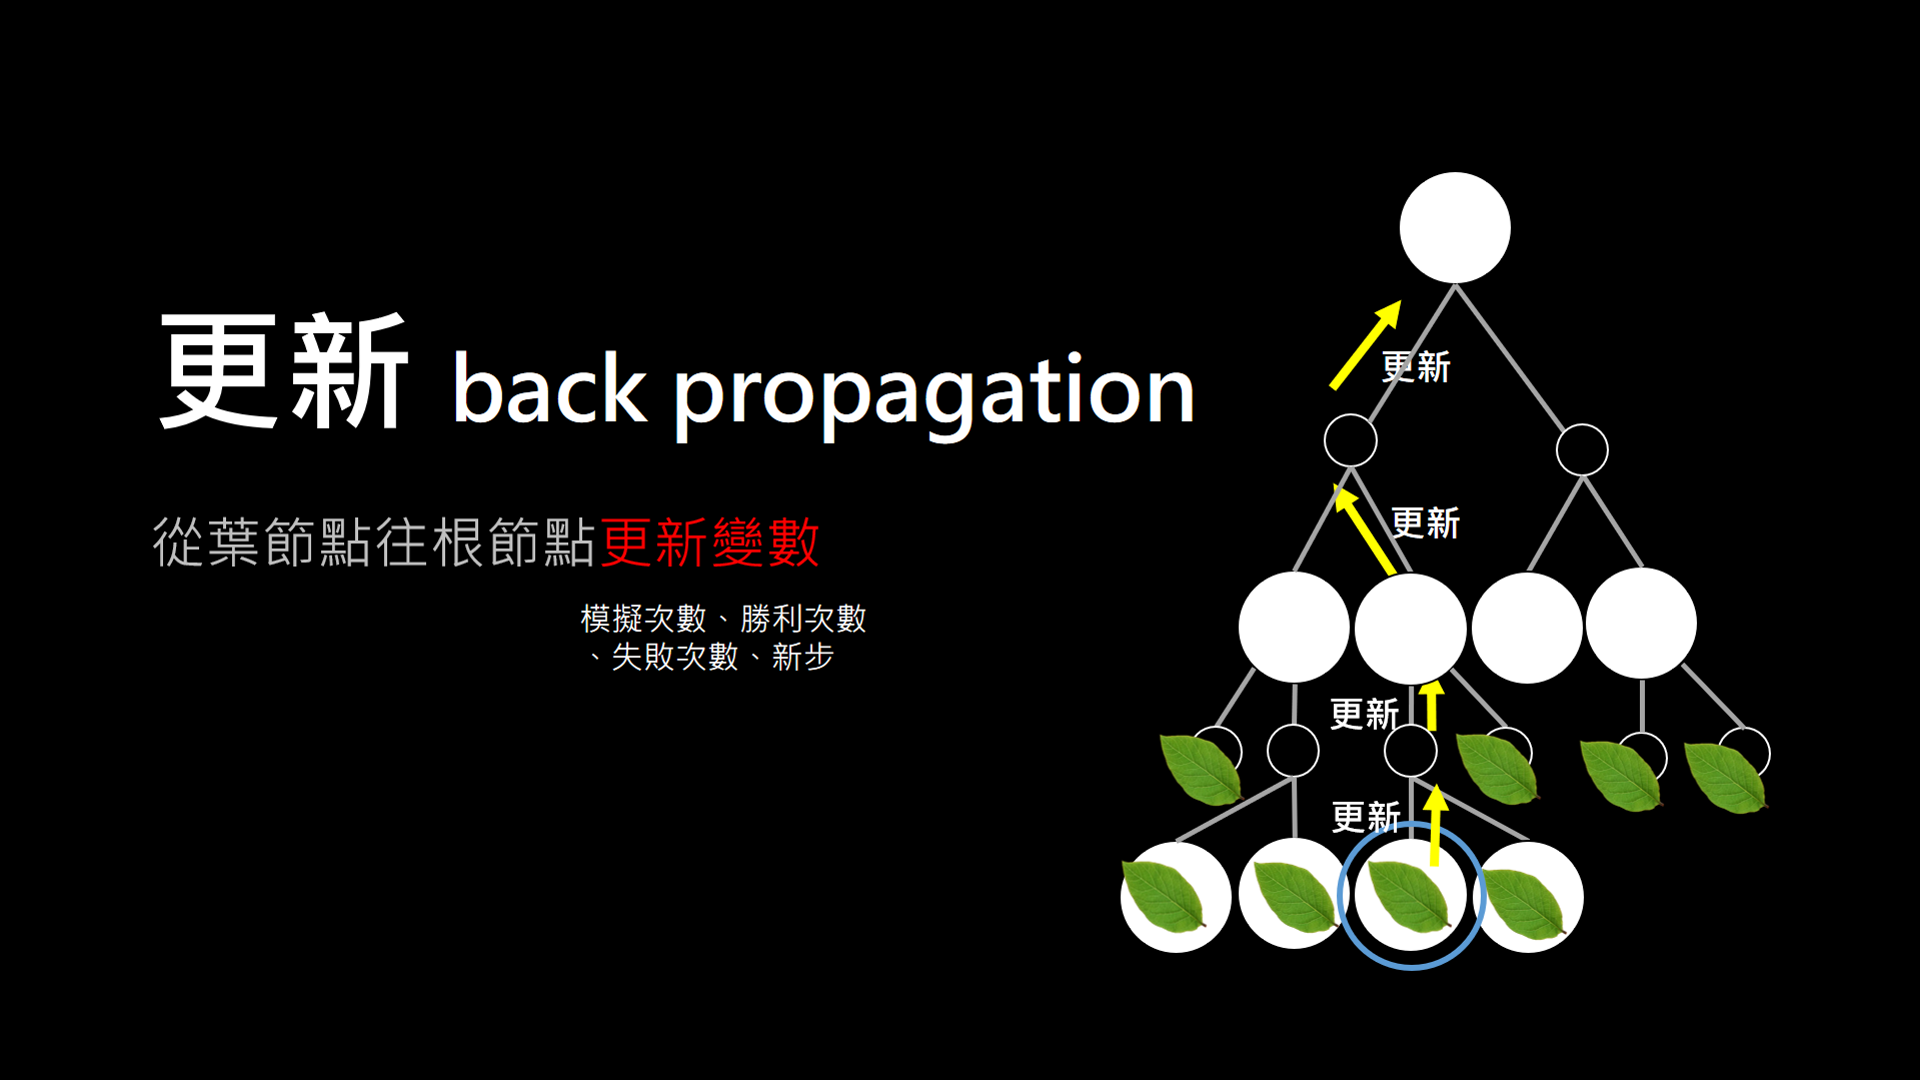 更新 back propagation
從葉節點往根節點更新變數
模擬次數、勝利次數
、失敗次數、新步
更新
更新
更新
更新